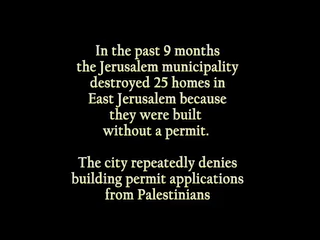 In the past 9 months
the Jerusalem municipality
destroyed 25 homes in
East Jerusalem because
they were built
without a permit.
The city repeatedly denies
building permit applications
from Palestinians